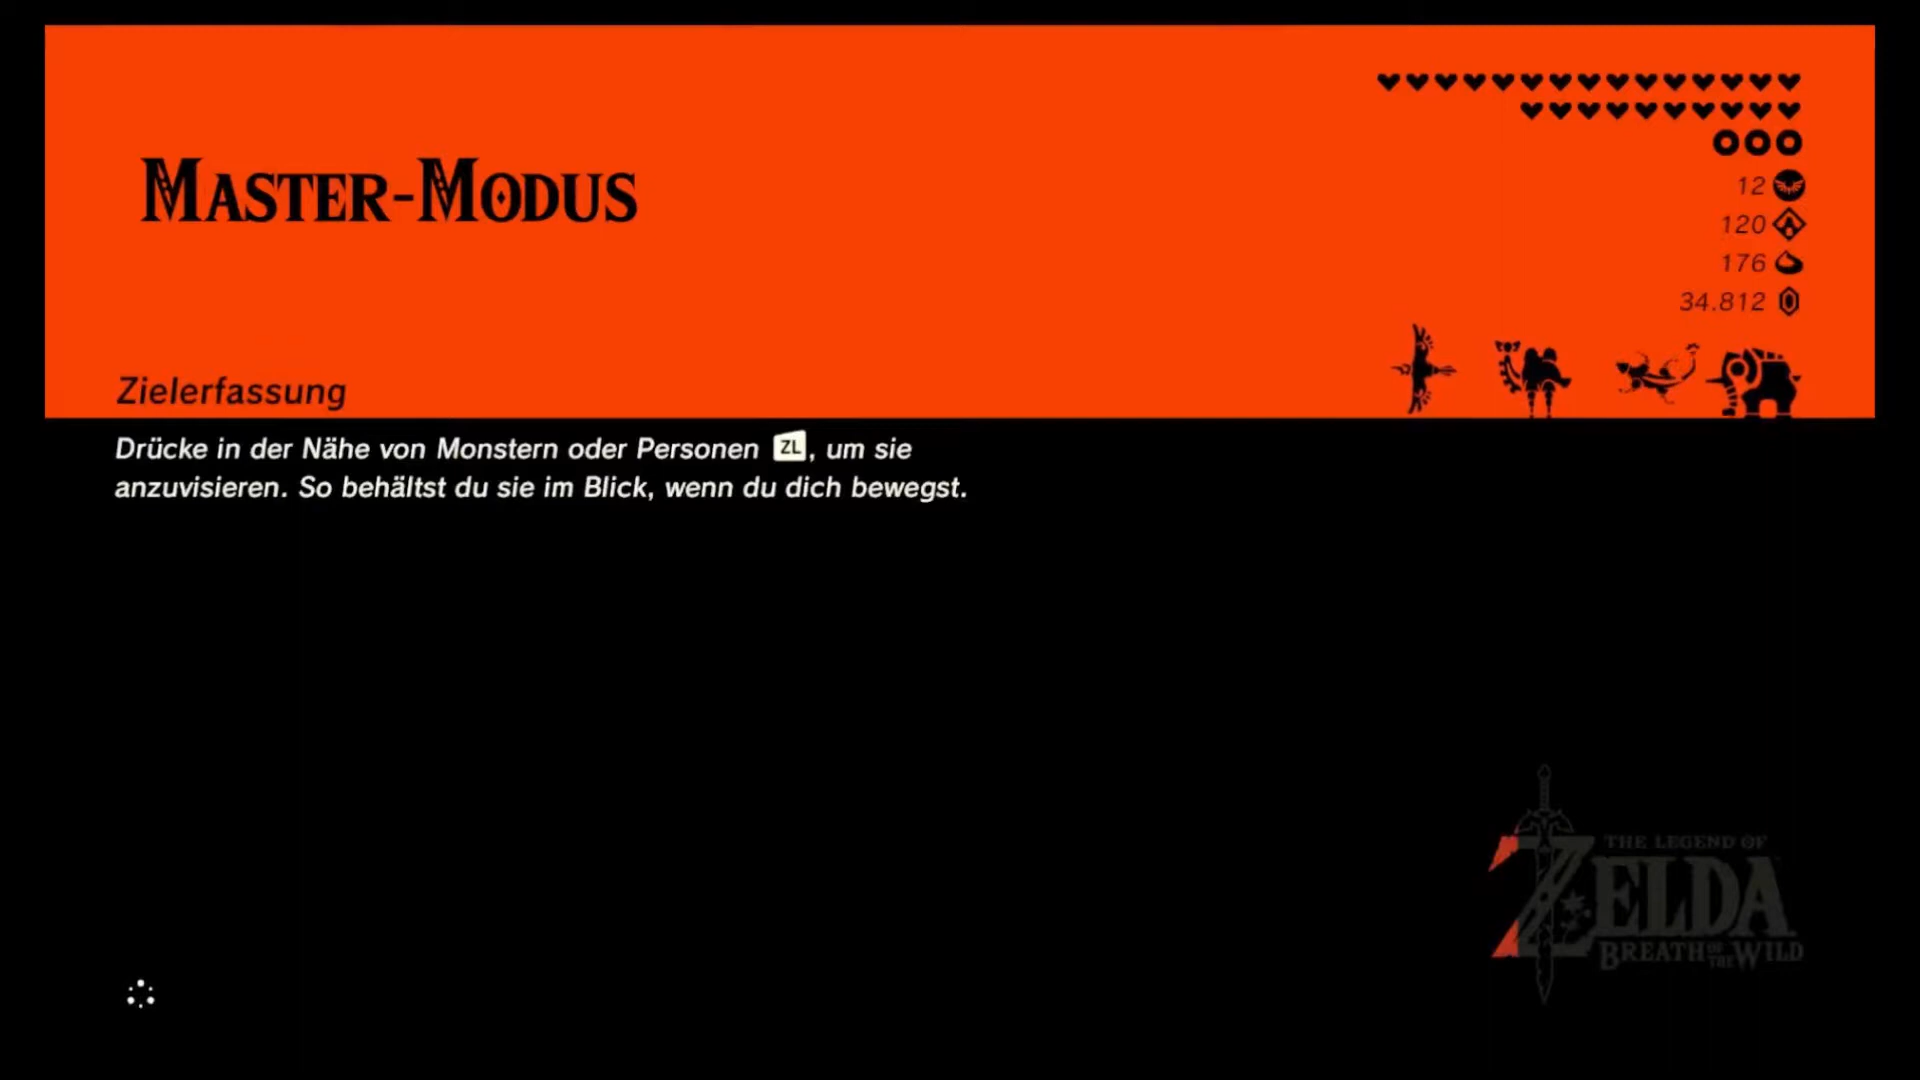 MASTER-MODUS
12
120
176
34.812
Zielerfassung
Drücke in der Nähe von Monstern oder Personen ZL, um sie
anzuvisieren. So behältst du sie im Blick, wenn du dich bewegst.
THE LEGEND OF
ZELDA
BREATH OF THE WILD